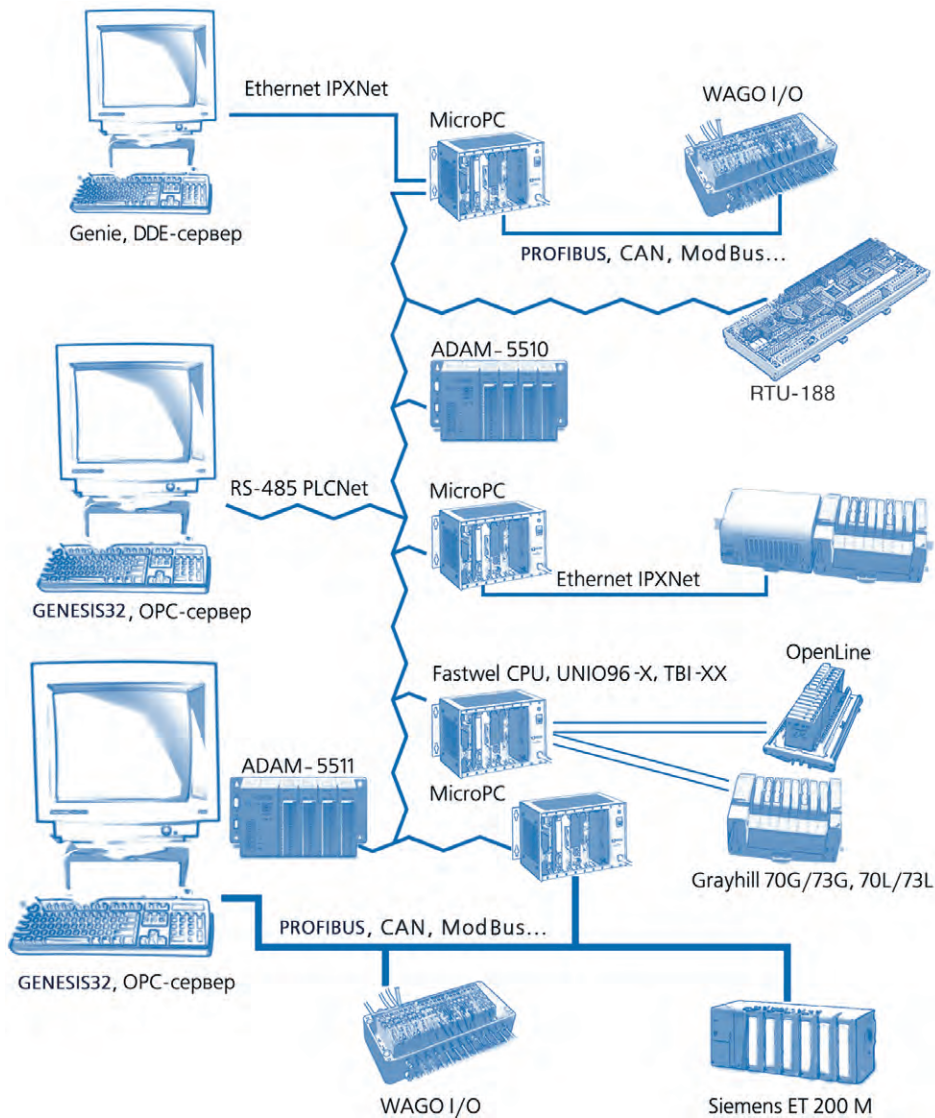 Ethernet IPXNet
MicroPC
WAGO I/O
Genie, DDE-сервер
PROFIBUS, CAN, ModBus...
ADAM-5510
RTU-188
RS-485 PLCNet
MicroPC
Ethernet IPXNet
GENESIS32, OPC-сервер
OpenLine
Fastwel CPU, UNIO96-X, TBI-XX
ADAM-5511
MicroPC
Grayhill 70G/73G, 70L/73L
PROFIBUS, CAN, ModBus...
GENESIS32, OPC-сервер
WAGO I/O
Siemens ET 200 M